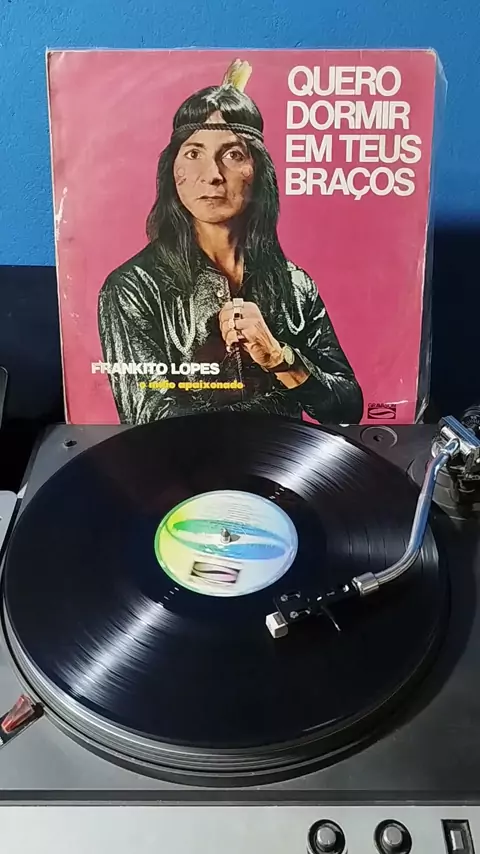 QUERO
DORMIR
EM TEUS
BRAÇOS
FRANKITO LOPES
o índio apaixonado